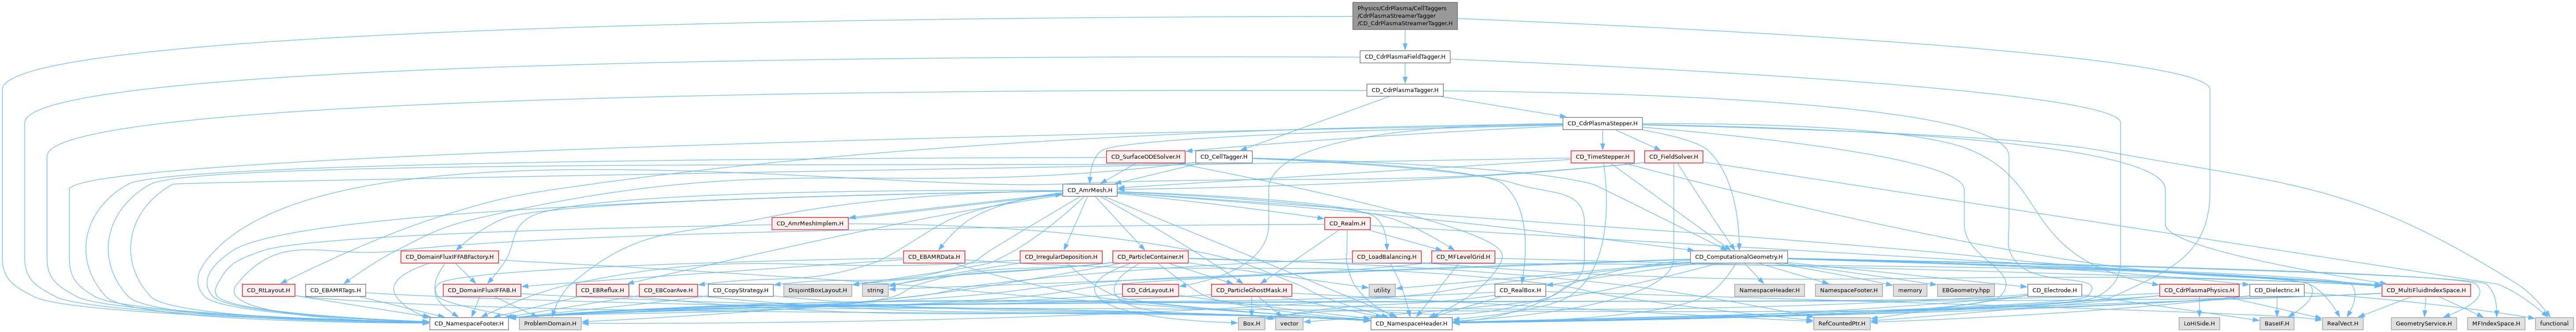 Physics/CdrPlasma/CellTaggers
/CdrPlasmaStreamerTagger
/CD_CdrPlasmaStreamerTagger.H
CD_CdrPlasmaFieldTagger.H
CD_CdrPlasmaTagger.H
CD_CdrPlasmaStepper.H
CD_SurfaceODESolver.H
CD_CellTagger.H
CD_TimeStepper.H
CD_FieldSolver.H
CD_AmrMesh.H
CD_AmrMeshImplem.H
CD_Realm.H
CD_DomainFluxIFFABFactory.H
CD_EBAMRData.H
CD_IrregularDeposition.H
CD_ParticleContainer.H
CD_LoadBalancing.H
CD_MFLevelGrid.H
CD_ComputationalGeometry.H
CD_RtLayout.H
CD_EBAMRTags.H
CD_DomainFluxIFFAB.H
CD_EBReflux.H
CD_EBCoarAve.H
CD_CopyStrategy.H
DisjointBoxLayout.H
string
CD_CdrLayout.H
CD_ParticleGhostMask.H
utility
CD_RealBox.H
NamespaceHeader.H
NamespaceFooter.H
memory
EBGeometry.hpp
CD_Electrode.H
CD_CdrPlasmaPhysics.H
CD_Dielectric.H
CD_MultiFluidIndexSpace.H
CD_NamespaceFooter.H
ProblemDomain.H
Box.H
vector
CD_NamespaceHeader.H
RefCountedPtr.H
LoHiSide.H
BaseIF.H
RealVect.H
GeometryService.H
MFIndexSpace.H
functional